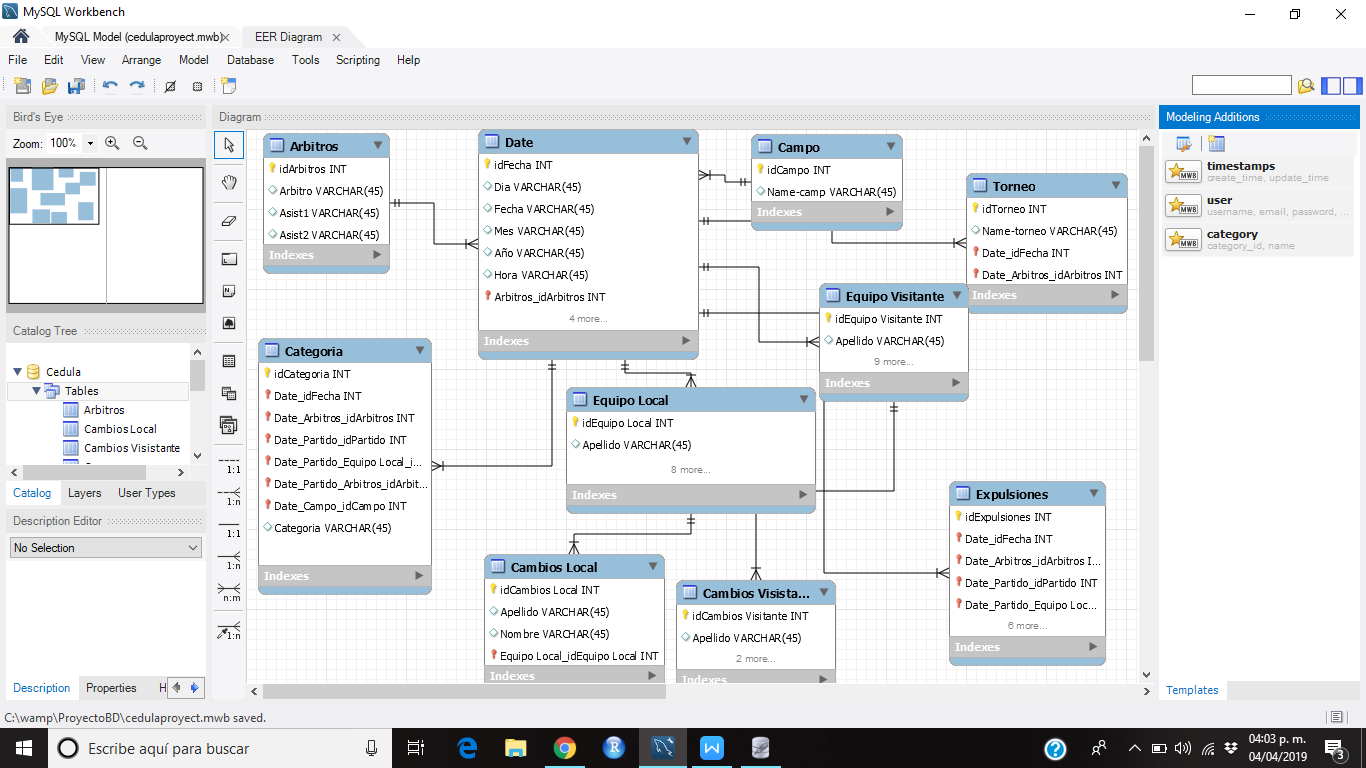 MySQL Workbench
MySQL Model (cedulaproyect.mwb)
EER Diagram
File Edit View Arrange Model Database Tools Scripting Help
Bird's Eye
Zoom: 100%
Catalog Tree
Cedula
Tables
Arbitros
Cambios Local
Cambios Visistante
Catalog Layers User Types
Description Editor
No Selection
Description Properties H
Diagram
1:1
1:n
1:1
1:n
n:m
1:n
Arbitros
idArbitros INT
Arbitro VARCHAR(45)
Asist1 VARCHAR(45)
Asist2 VARCHAR(45)
Indexes
Date
idFecha INT
Dia VARCHAR(45)
Fecha VARCHAR(45)
Mes VARCHAR(45)
Año VARCHAR(45)
Hora VARCHAR(45)
Arbitros_idArbitros INT
4 more...
Indexes
Campo
idCampo INT
Name-camp VARCHAR(45)
Indexes
Torneo
idTorneo INT
Name-torneo VARCHAR(45)
Date_idFecha INT
Date_Arbitros_idArbitros INT
Indexes
Equipo Visitante
idEquipo Visitante INT
Apellido VARCHAR(45)
9 more...
Indexes
Categoria
idCategoria INT
Date_idFecha INT
Date_Arbitros_idArbitros INT
Date_Partido_idPartido INT
Date_Partido_Equipo Local_i...
Date_Partido_Arbitros_idArbit...
Date_Campo_idCampo INT
Categoria VARCHAR(45)
Indexes
Equipo Local
idEquipo Local INT
Apellido VARCHAR(45)
8 more...
Indexes
Expulsiones
idExpulsiones INT
Date_idFecha INT
Date_Arbitros_idArbitros I...
Date_Partido_idPartido INT
Date_Partido_Equipo Loc...
6 more...
Indexes
Cambios Local
idCambios Local INT
Apellido VARCHAR(45)
Nombre VARCHAR(45)
Equipo Local_idEquipo Local INT
Indexes
Cambios Visista...
idCambios Visitante INT
Apellido VARCHAR(45)
2 more...
Indexes
Modeling Additions
timestamps
create_time, update_time
user
username, email, password, ...
category
category_id, name
MWB
MWB
MWB
Templates
C:\wamp\ProyectoBD\cedulaproyect.mwb saved.
Escribe aquí para buscar
R
W
04:03 p. m.
04/04/2019
3